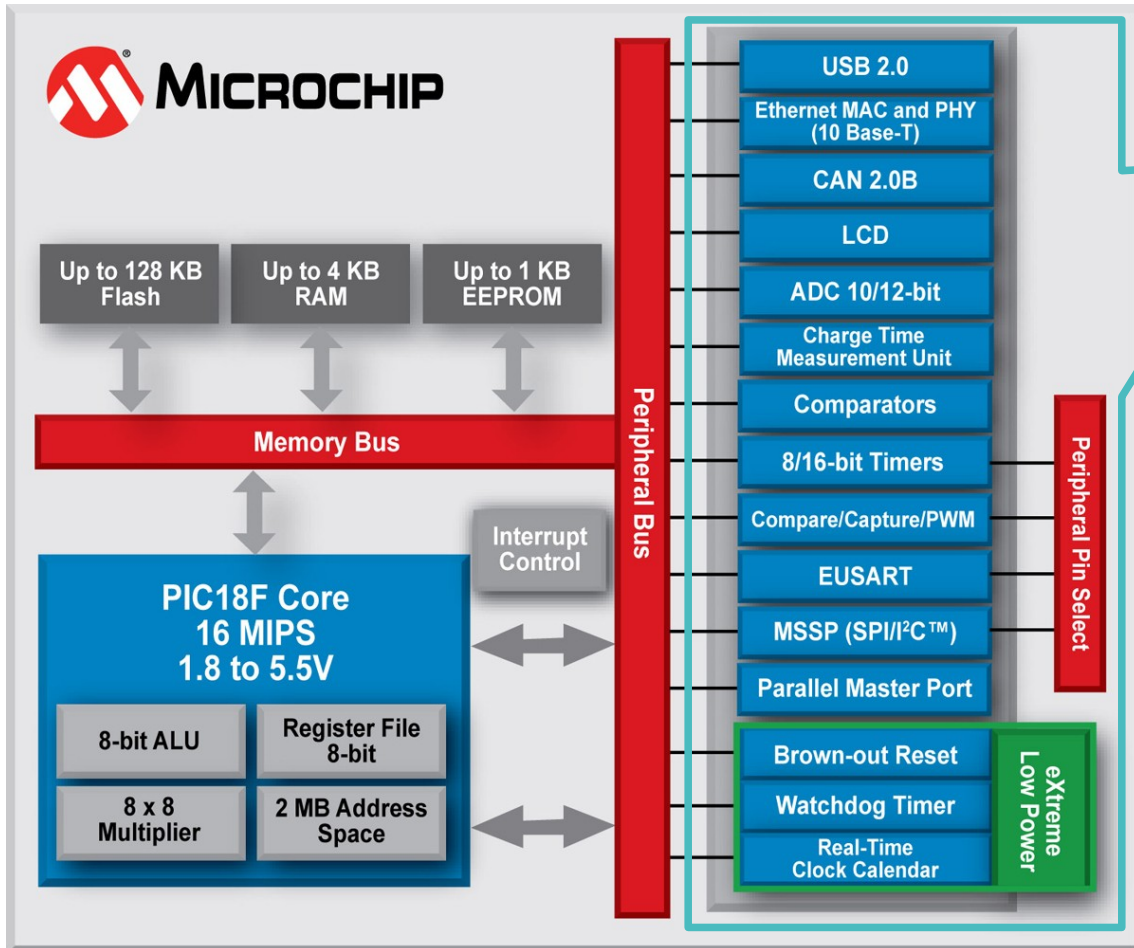 MICROCHIP
®
Up to 128 KB
Flash
Up to 4 KB
RAM
Up to 1 KB
EEPROM
Memory Bus
Interrupt
Control
PIC18F Core
16 MIPS
1.8 to 5.5V
8-bit ALU
Register File
8-bit
8 x 8
Multiplier
2 MB Address
Space
Peripheral Bus
USB 2.0
Ethernet MAC and PHY
(10 Base-T)
CAN 2.0B
LCD
ADC 10/12-bit
Charge Time
Measurement Unit
Comparators
8/16-bit Timers
Compare/Capture/PWM
EUSART
MSSP (SPI/I²C™)
Parallel Master Port
Brown-out Reset
Watchdog Timer
Real-Time
Clock Calendar
Peripheral Pin Select
eXtreme
Low Power